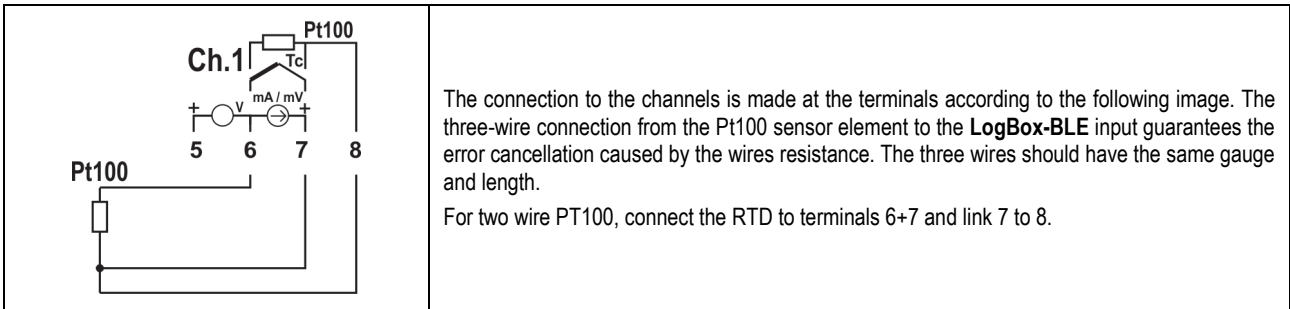 Pt100
Ch.1
Tc
mA / mV
+ V +
5 6 7 8
Pt100
The connection to the channels is made at the terminals according to the following image. The
three-wire connection from the Pt100 sensor element to the LogBox-BLE input guarantees the
error cancellation caused by the wires resistance. The three wires should have the same gauge
and length.
For two wire PT100, connect the RTD to terminals 6+7 and link 7 to 8.